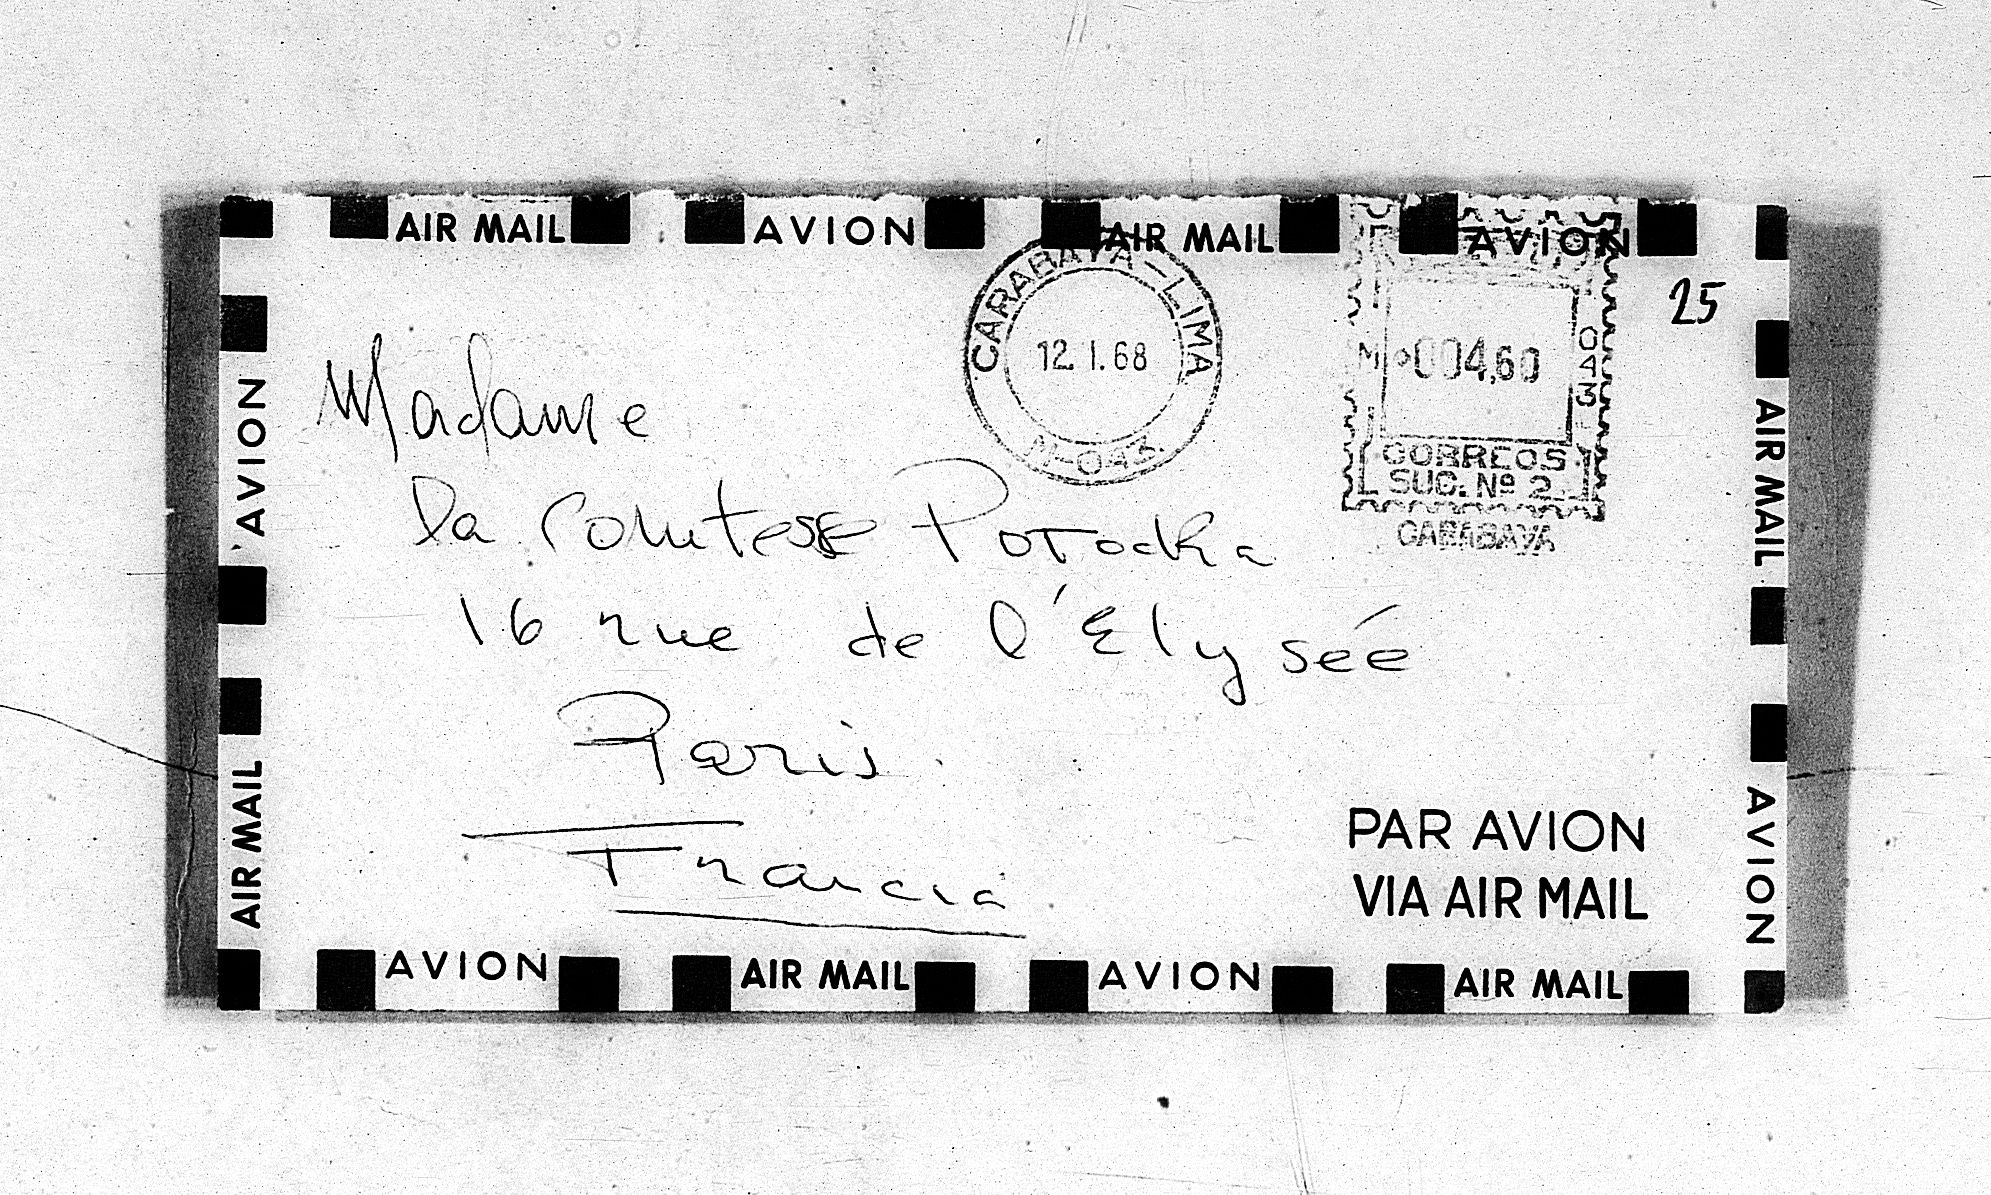 AIR MAIL AVION AIR MAIL AVION
CARABAYA-LIMA
12.I.68
M-043
M 004,60
043
CORREOS
SUC. Nº 2
CARABAYA
25
Madame
la Comtesse Potocka
16 rue de l'Elyseé
Paris.
Francia
PAR AVION
VIA AIR MAIL
AVION
AIR MAIL
AIR MAIL
AVION
AVION AIR MAIL AVION AIR MAIL